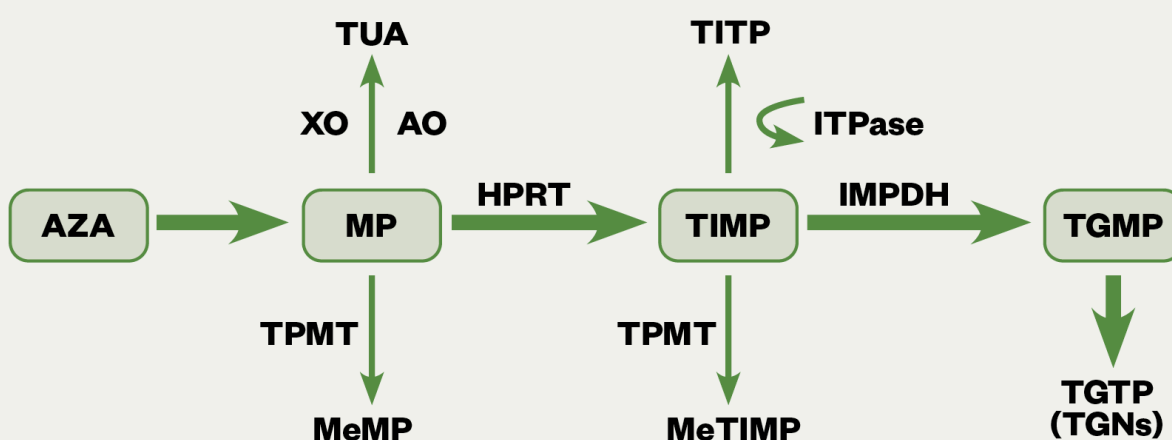 TUA
TITP
XO AO
ITPase
HPRT
IMPDH
AZA
MP
TIMP
TGMP
TPMT
TPMT
TGTP
(TGNs)
MeMP
MeTIMP